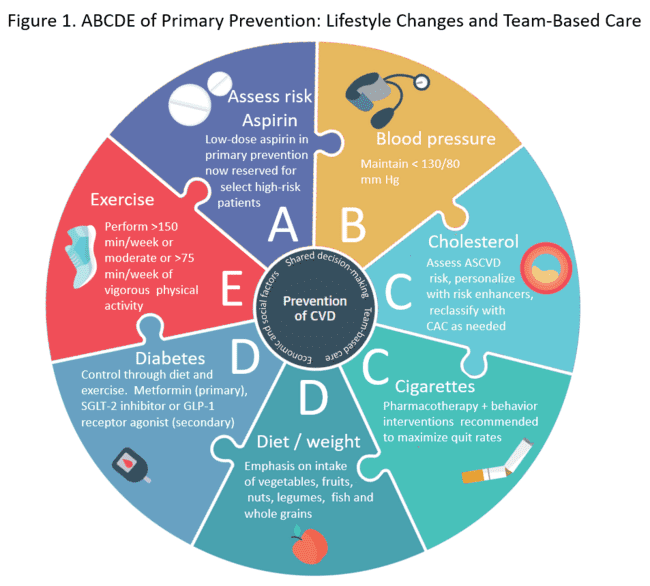 Figure 1. ABCDE of Primary Prevention: Lifestyle Changes and Team-Based Care
Assess risk
Aspirin
Low-dose aspirin in
primary prevention
now reserved for
select high-risk
patients
A
Blood pressure
Maintain < 130/80
mm Hg
B
Cholesterol
Assess ASCVD
risk, personalize
with risk enhancers,
reclassify with
CAC as needed
C
Cigarettes
Pharmacotherapy + behavior
interventions recommended
to maximize quit rates
C
Diet / weight
Emphasis on intake
of vegetables, fruits,
nuts, legumes, fish and
whole grains
D
Diabetes
Control through diet and
exercise. Metformin (primary),
SGLT-2 inhibitor or GLP-1
receptor agonist (secondary)
D
Exercise
Perform >150
min/week or
moderate or >75
min/week of
vigorous physical
activity
E
Shared decision-making
Team-based care
Economic and social factors
Prevention
of CVD